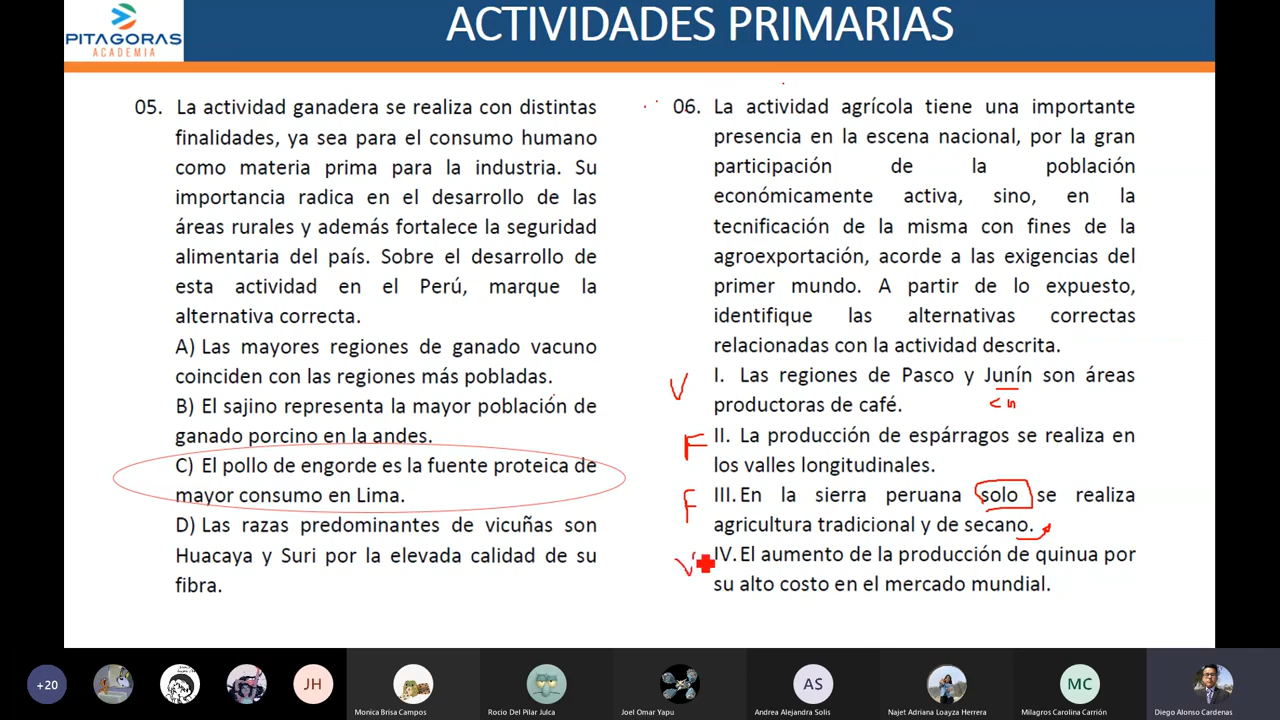 PITAGORAS
ACADEMIA
ACTIVIDADES PRIMARIAS
05. La actividad ganadera se realiza con distintas
finalidades, ya sea para el consumo humano
como materia prima para la industria. Su
importancia radica en el desarrollo de las
áreas rurales y además fortalece la seguridad
alimentaria del país. Sobre el desarrollo de
esta actividad en el Perú, marque la
alternativa correcta.
A) Las mayores regiones de ganado vacuno
coinciden con las regiones más pobladas.
B) El sajino representa la mayor población de
ganado porcino en la andes.
C) El pollo de engorde es la fuente proteica de
mayor consumo en Lima.
D) Las razas predominantes de vicuñas son
Huacaya y Suri por la elevada calidad de su
fibra.
06. La actividad agrícola tiene una importante
presencia en la escena nacional, por la gran
participación de la población
económicamente activa, sino, en la
tecnificación de la misma con fines de la
agroexportación, acorde a las exigencias del
primer mundo. A partir de lo expuesto,
identifique las alternativas correctas
relacionadas con la actividad descrita.
V I. Las regiones de Pasco y Junín son áreas
productoras de café.
F II. La producción de espárragos se realiza en
los valles longitudinales.
F III. En la sierra peruana solo se realiza
agricultura tradicional y de secano.
V IV. El aumento de la producción de quinua por
su alto costo en el mercado mundial.
+20
JH
AS
MC
Monica Brisa Campos
Rocio Del Pilar Julca
Joel Omar Yapu
Andrea Alejandra Solis
Najet Adriana Loayza Herrera
Milagros Carolina Carrión
Diego Alonso Cardenas